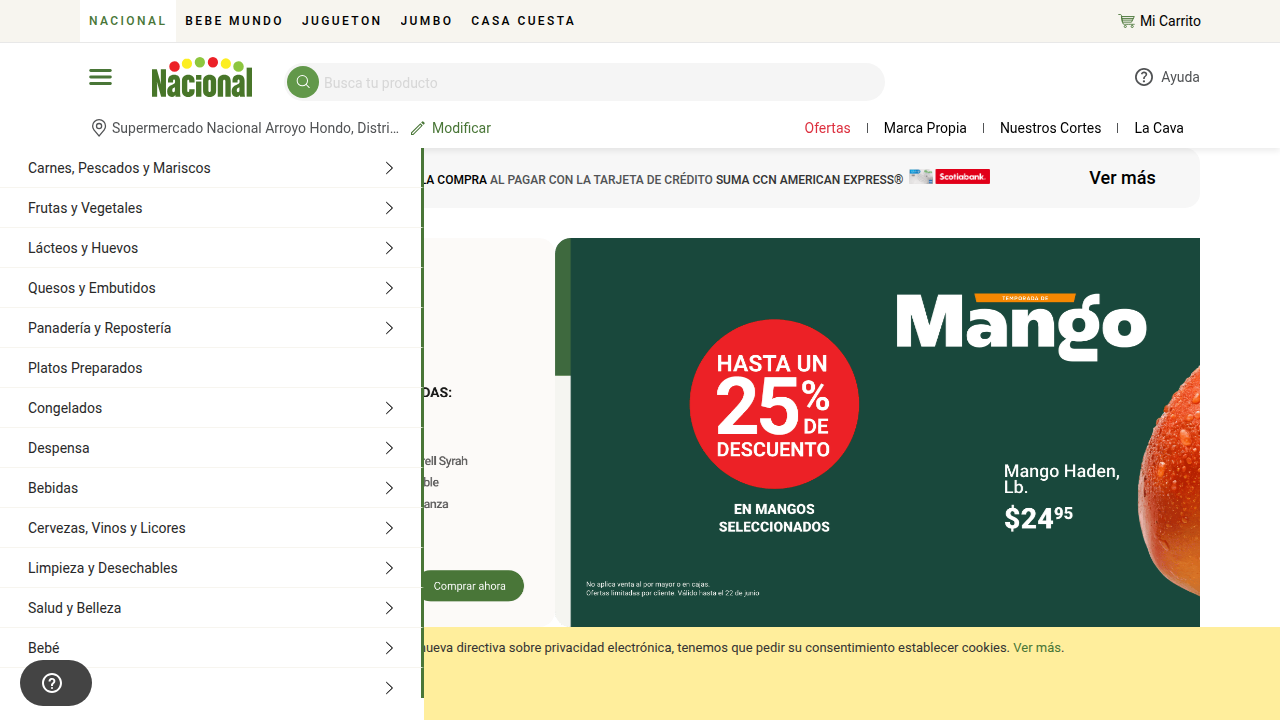 NACIONAL BEBE MUNDO JUGUETON JUMBO CASA CUESTA Mi Carrito
Nacional Busca tu producto Ayuda
Supermercado Nacional Arroyo Hondo, Distri... Modificar Ofertas Marca Propia Nuestros Cortes La Cava
Carnes, Pescados y Mariscos
Frutas y Vegetales
Lácteos y Huevos
Quesos y Embutidos
Panadería y Repostería
Platos Preparados
Congelados
Despensa
Bebidas
Cervezas, Vinos y Licores
Limpieza y Desechables
Salud y Belleza
Bebé
LA COMPRA AL PAGAR CON LA TARJETA DE CRÉDITO SUMA CCN AMERICAN EXPRESS® Scotiabank. Ver más
DAS:
rell Syrah
ble
anza
Comprar ahora
TEMPORADA DE
Mango
HASTA UN
25%
DE
DESCUENTO
EN MANGOS
SELECCIONADOS
Mango Haden,
Lb.
$2495
No aplica venta al por mayor o en cajas.
Ofertas limitadas por cliente. Válido hasta el 22 de junio
nueva directiva sobre privacidad electrónica, tenemos que pedir su consentimiento establecer cookies. Ver más.